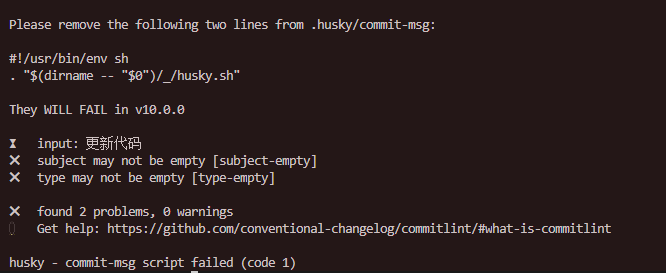 Please remove the following two lines from .husky/commit-msg:
#!/usr/bin/env sh
. "$(dirname -- "$0")/_/husky.sh"
They WILL FAIL in v10.0.0
⧗ input: 更新代码
✖ subject may not be empty [subject-empty]
✖ type may not be empty [type-empty]
✖ found 2 problems, 0 warnings
Get help: https://github.com/conventional-changelog/commitlint/#what-is-commitlint
husky - commit-msg script failed (code 1)